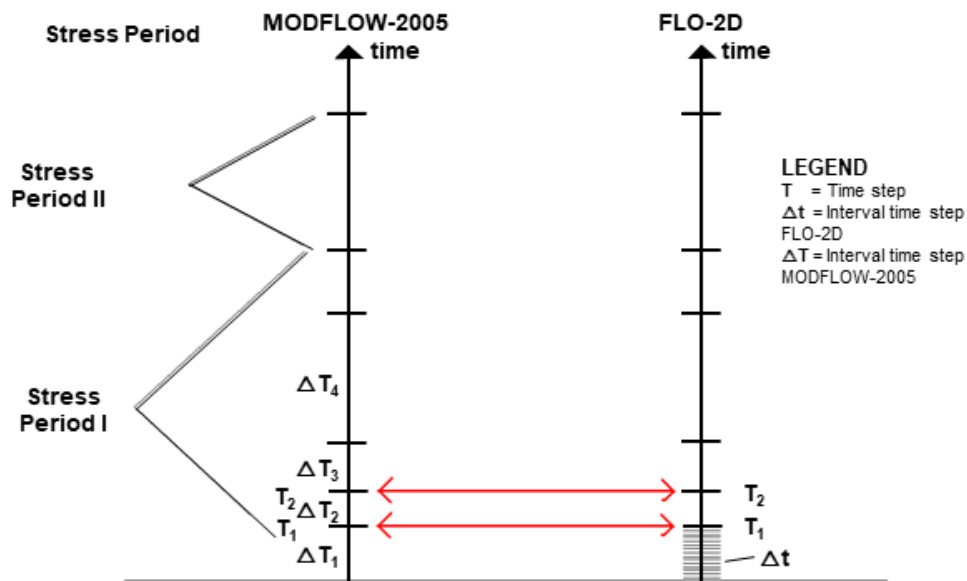 Stress Period
MODFLOW-2005
FLO-2D
time
time
Stress
Period II
LEGEND
T = Time step
Δt = Interval time step
FLO-2D
ΔT = Interval time step
MODFLOW-2005
Stress
Period I
ΔT4
ΔT3
T2
ΔT2
T1
ΔT1
T2
T1
Δt